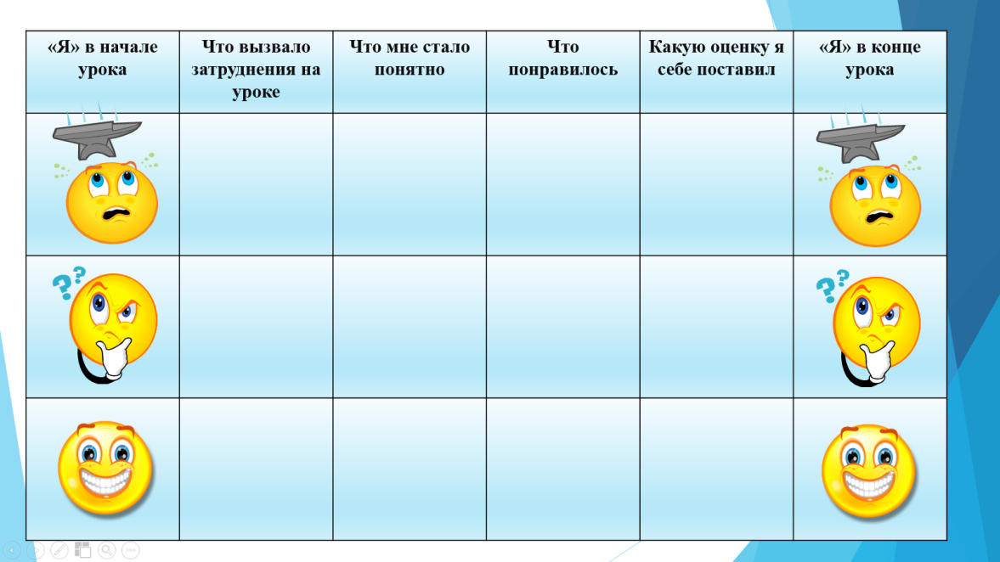 «Я» в начале
урока
Что вызвало
затруднения на
уроке
Что мне стало
понятно
Что
понравилось
Какую оценку я
себе поставил
«Я» в конце
урока
??
??